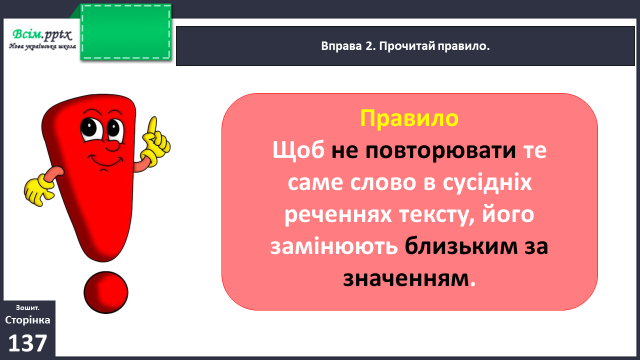 Всім.pptx
Нова українська школа
Вправа 2. Прочитай правило.
Правило
Щоб не повторювати те
саме слово в сусідніх
реченнях тексту, його
замінюють близьким за
значенням.
Зошит.
Сторінка
137